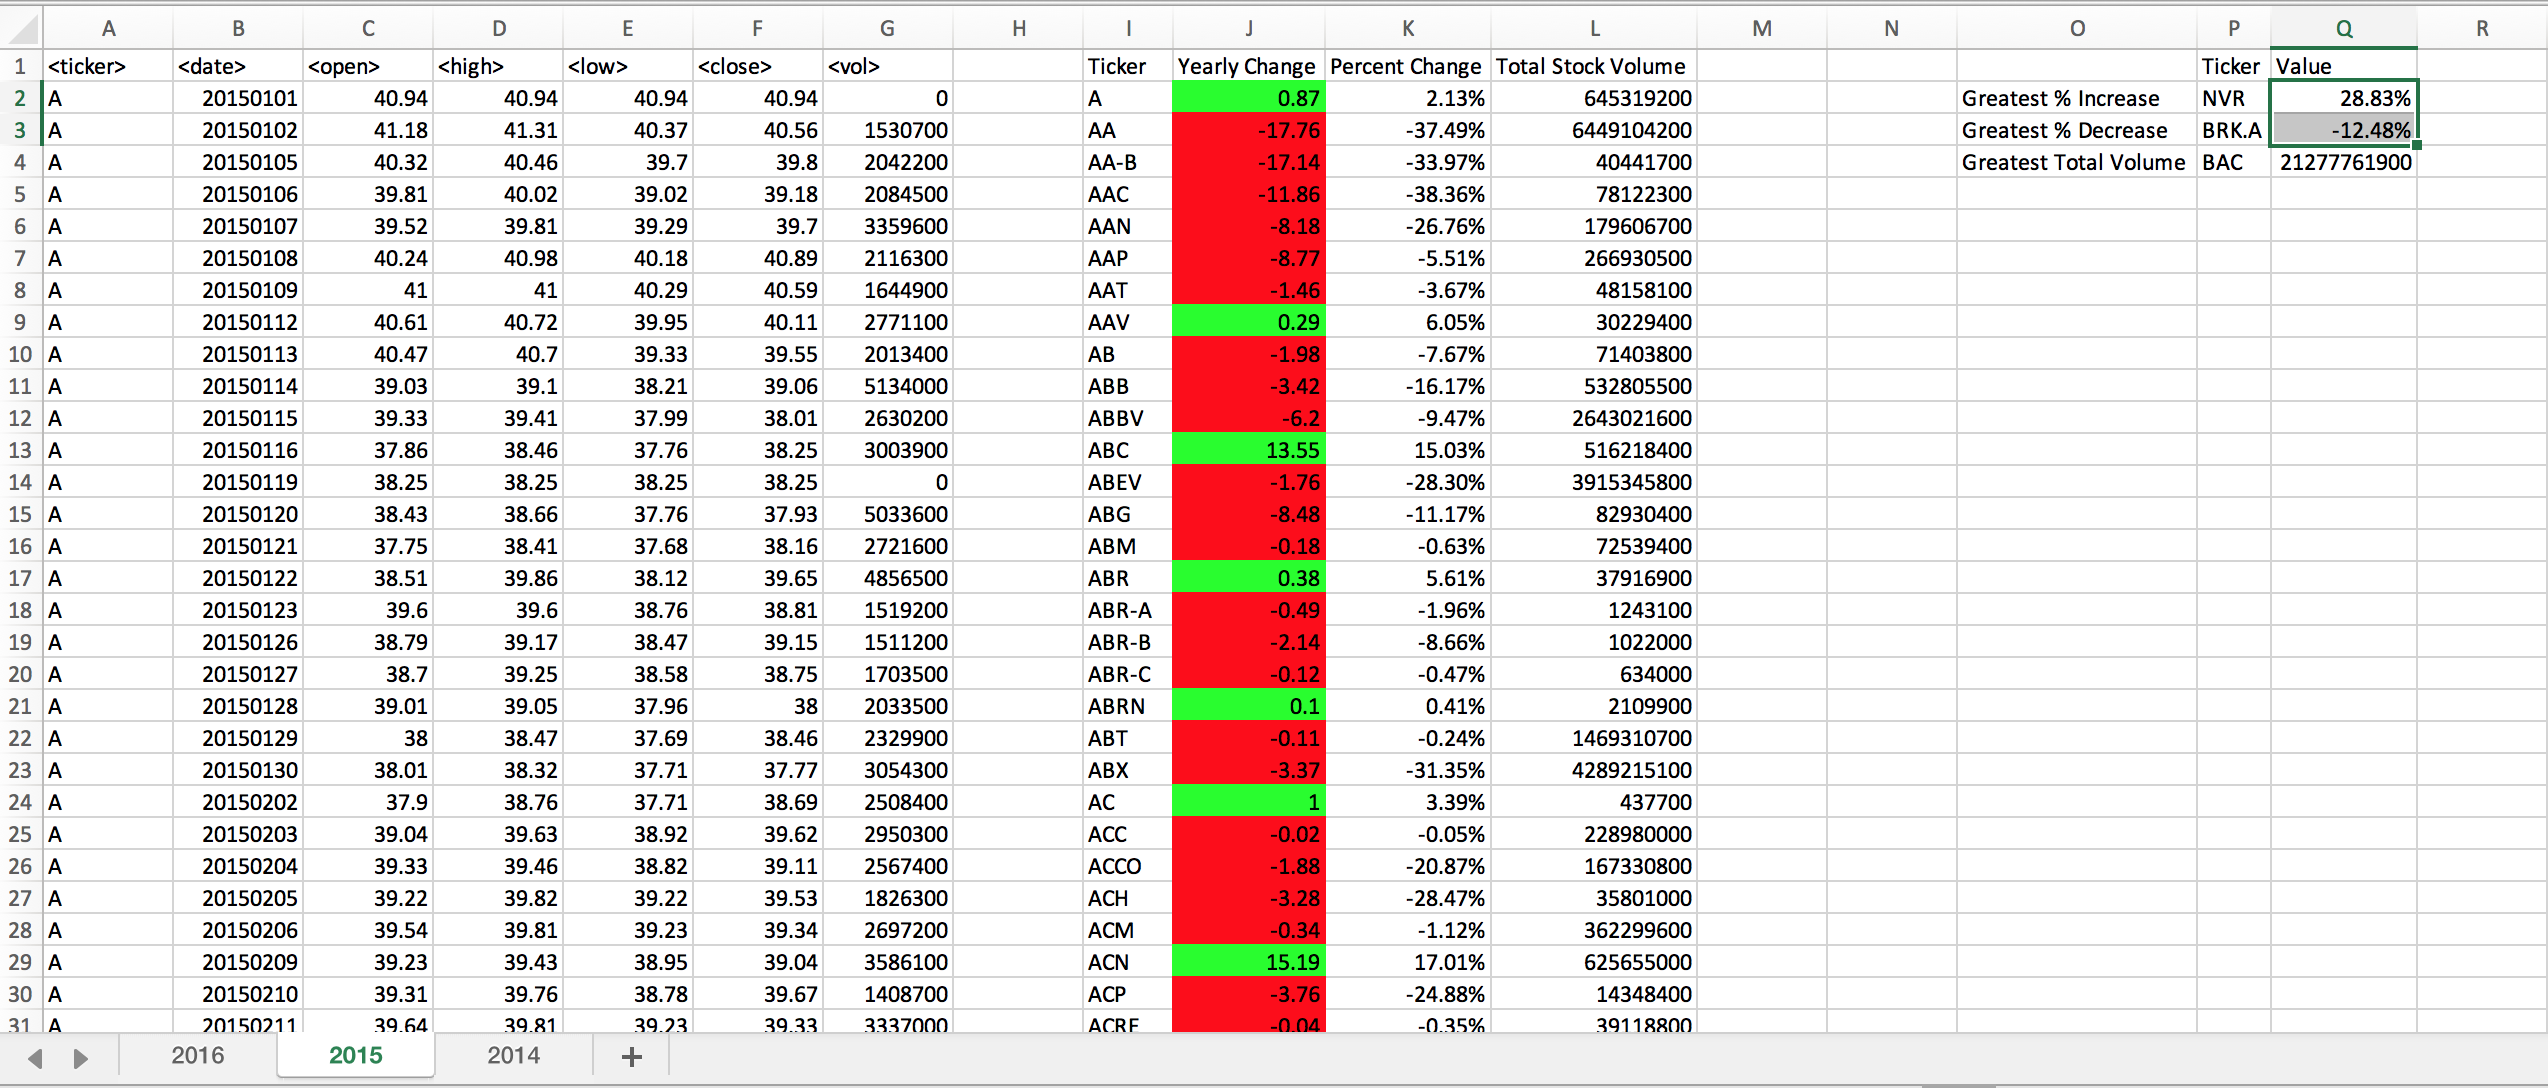 A B C D E F G H I J K L M N O P Q R
1 <ticker> <date> <open> <high> <low> <close> <vol> Ticker Yearly Change Percent Change Total Stock Volume Ticker Value
2 A 20150101 40.94 40.94 40.94 40.94 0 A 0.87 2.13% 645319200 Greatest % Increase NVR 28.83%
3 A 20150102 41.18 41.31 40.37 40.56 1530700 AA -17.76 -37.49% 6449104200 Greatest % Decrease BRK.A -12.48%
4 A 20150105 40.32 40.46 39.7 39.8 2042200 AA-B -17.14 -33.97% 40441700 Greatest Total Volume BAC 21277761900
5 A 20150106 39.81 40.02 39.02 39.18 2084500 AAC -11.86 -38.36% 78122300
6 A 20150107 39.52 39.81 39.29 39.7 3359600 AAN -8.18 -26.76% 179606700
7 A 20150108 40.24 40.98 40.18 40.89 2116300 AAP -8.77 -5.51% 266930500
8 A 20150109 41 41 40.29 40.59 1644900 AAT -1.46 -3.67% 48158100
9 A 20150112 40.61 40.72 39.95 40.11 2771100 AAV 0.29 6.05% 30229400
10 A 20150113 40.47 40.7 39.33 39.55 2013400 AB -1.98 -7.67% 71403800
11 A 20150114 39.03 39.1 38.21 39.06 5134000 ABB -3.42 -16.17% 532805500
12 A 20150115 39.33 39.41 37.99 38.01 2630200 ABBV -6.2 -9.47% 2643021600
13 A 20150116 37.86 38.46 37.76 38.25 3003900 ABC 13.55 15.03% 516218400
14 A 20150119 38.25 38.25 38.25 38.25 0 ABEV -1.76 -28.30% 3915345800
15 A 20150120 38.43 38.66 37.76 37.93 5033600 ABG -8.48 -11.17% 82930400
16 A 20150121 37.75 38.41 37.68 38.16 2721600 ABM -0.18 -0.63% 72539400
17 A 20150122 38.51 39.86 38.12 39.65 4856500 ABR 0.38 5.61% 37916900
18 A 20150123 39.6 39.6 38.76 38.81 1519200 ABR-A -0.49 -1.96% 1243100
19 A 20150126 38.79 39.17 38.47 39.15 1511200 ABR-B -2.14 -8.66% 1022000
20 A 20150127 38.7 39.25 38.58 38.75 1703500 ABR-C -0.12 -0.47% 634000
21 A 20150128 39.01 39.05 37.96 38 2033500 ABRN 0.1 0.41% 2109900
22 A 20150129 38 38.47 37.69 38.46 2329900 ABT -0.11 -0.24% 1469310700
23 A 20150130 38.01 38.32 37.71 37.77 3054300 ABX -3.37 -31.35% 4289215100
24 A 20150202 37.9 38.76 37.71 38.69 2508400 AC 1 3.39% 437700
25 A 20150203 39.04 39.63 38.92 39.62 2950300 ACC -0.02 -0.05% 228980000
26 A 20150204 39.33 39.46 38.82 39.11 2567400 ACCO -1.88 -20.87% 167330800
27 A 20150205 39.22 39.82 39.22 39.53 1826300 ACH -3.28 -28.47% 35801000
28 A 20150206 39.54 39.81 39.23 39.34 2697200 ACM -0.34 -1.12% 362299600
29 A 20150209 39.23 39.43 38.95 39.04 3586100 ACN 15.19 17.01% 625655000
30 A 20150210 39.31 39.76 38.78 39.67 1408700 ACP -3.76 -24.88% 14348400
31 A 20150211 39.64 39.81 39.23 39.33 3337000 ACRE -0.04 -0.35% 39118800
2016 2015 2014 +